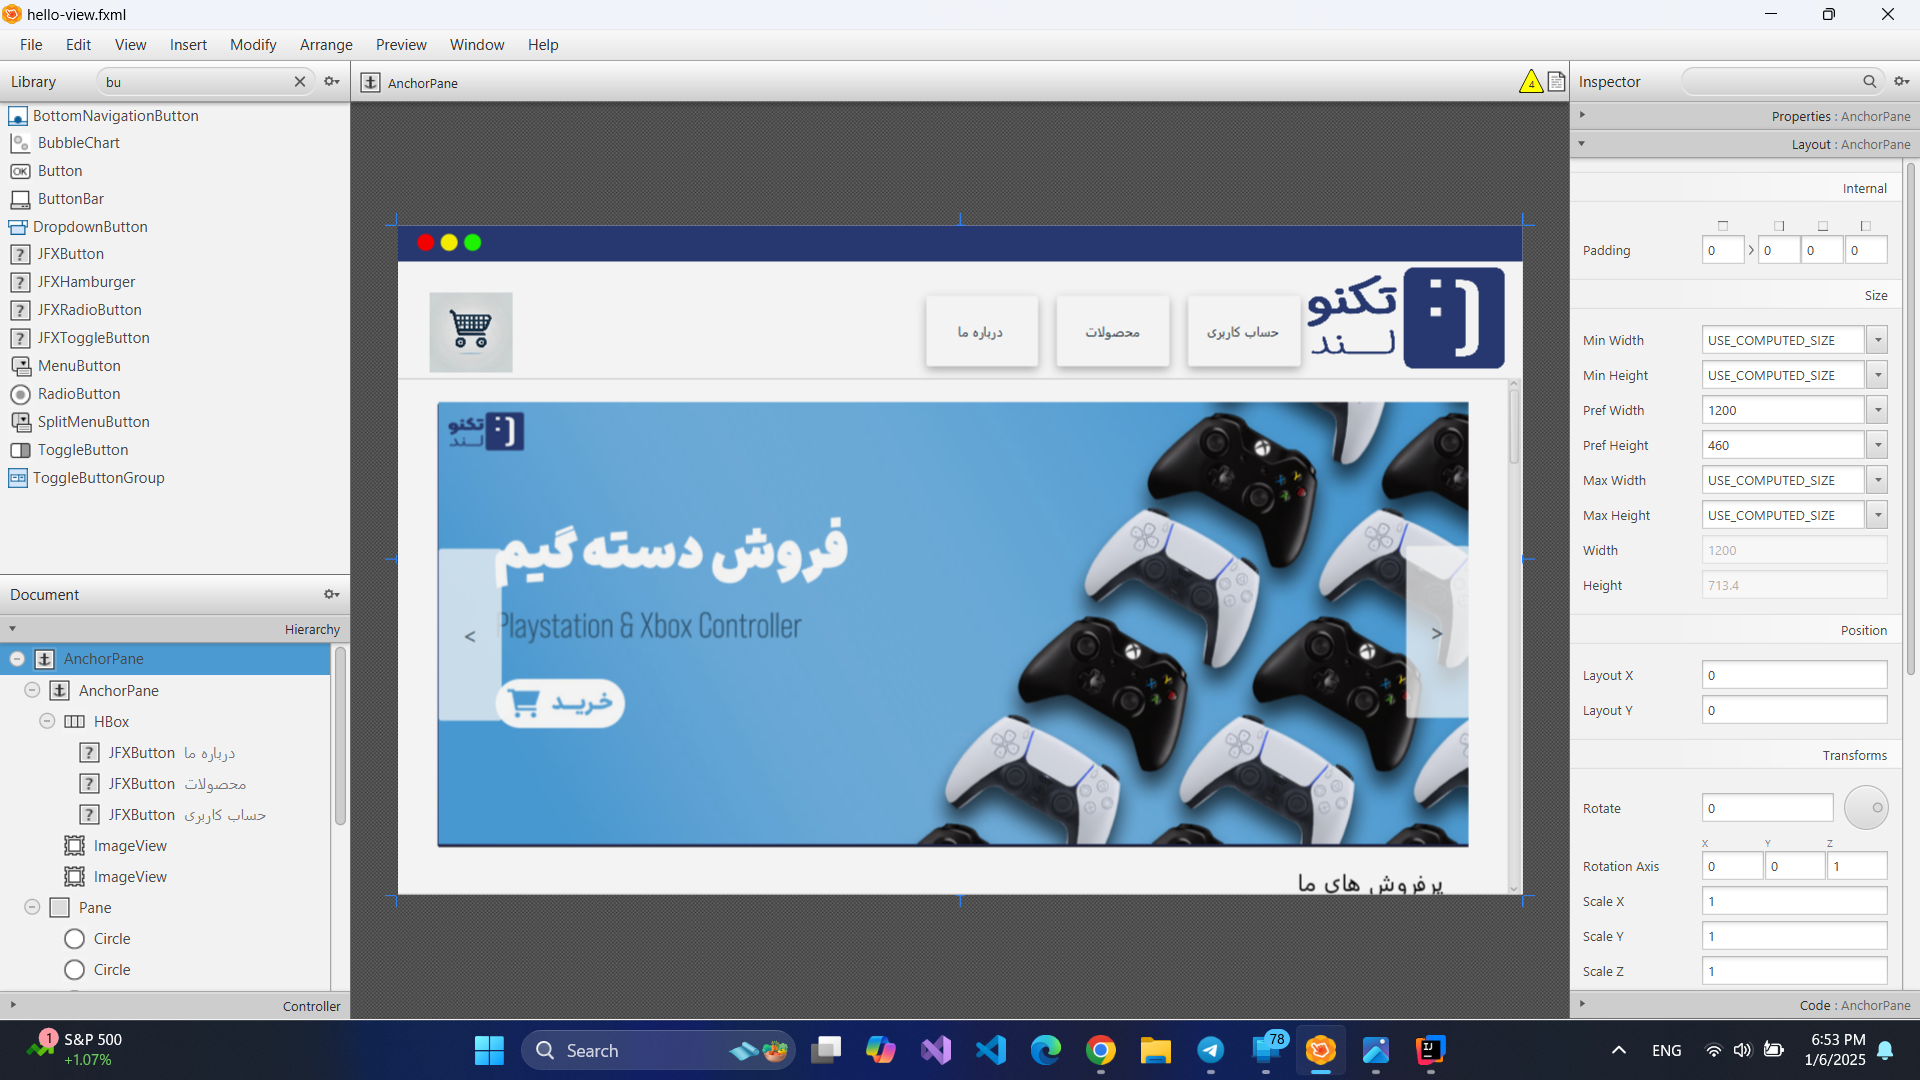 hello-view.fxml
File Edit View Insert Modify Arrange Preview Window Help
Library
bu
BottomNavigationButton
BubbleChart
Button
ButtonBar
DropdownButton
JFXButton
JFXHamburger
JFXRadioButton
JFXToggleButton
MenuButton
RadioButton
SplitMenuButton
ToggleButton
ToggleButtonGroup
Document
Hierarchy
AnchorPane
AnchorPane
HBox
JFXButton درباره ما
JFXButton محصولات
JFXButton حساب کاربری
ImageView
ImageView
Pane
Circle
Circle
Controller
AnchorPane
4
درباره ما
محصولات
حساب کاربری
تکنو
لند
تکنو
لند
فروش دسته گیم
Playstation & Xbox Controller
خرید
<
>
پرفروش های ما
Inspector
Properties : AnchorPane
Layout : AnchorPane
Internal
Padding 0 > 0 0 0
Size
Min Width USE_COMPUTED_SIZE
Min Height USE_COMPUTED_SIZE
Pref Width 1200
Pref Height 460
Max Width USE_COMPUTED_SIZE
Max Height USE_COMPUTED_SIZE
Width 1200
Height 713.4
Position
Layout X 0
Layout Y 0
Transforms
Rotate 0
X Y Z
Rotation Axis 0 0 1
Scale X 1
Scale Y 1
Scale Z 1
Code : AnchorPane
1
S&P 500
+1.07%
Search
78
IJ
ENG
6:53 PM
1/6/2025